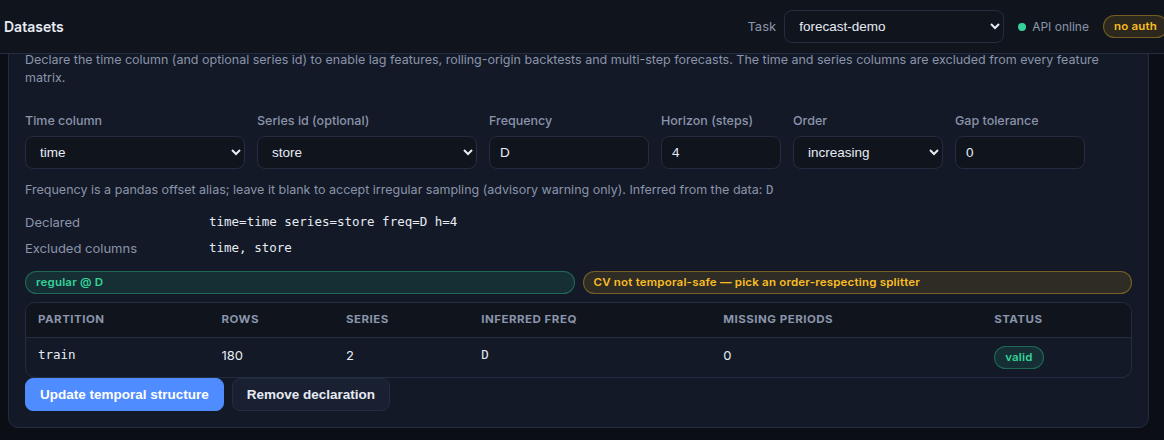 Datasets
Task forecast-demo API online no auth
Declare the time column (and optional series id) to enable lag features, rolling-origin backtests and multi-step forecasts. The time and series columns are excluded from every feature
matrix.
Time column Series id (optional) Frequency Horizon (steps) Order Gap tolerance
time store D 4 increasing 0
Frequency is a pandas offset alias; leave it blank to accept irregular sampling (advisory warning only). Inferred from the data: D
Declared time=time series=store freq=D h=4
Excluded columns time, store
regular @ D CV not temporal-safe — pick an order-respecting splitter
PARTITION ROWS SERIES INFERRED FREQ MISSING PERIODS STATUS
train 180 2 D 0 valid
Update temporal structure Remove declaration